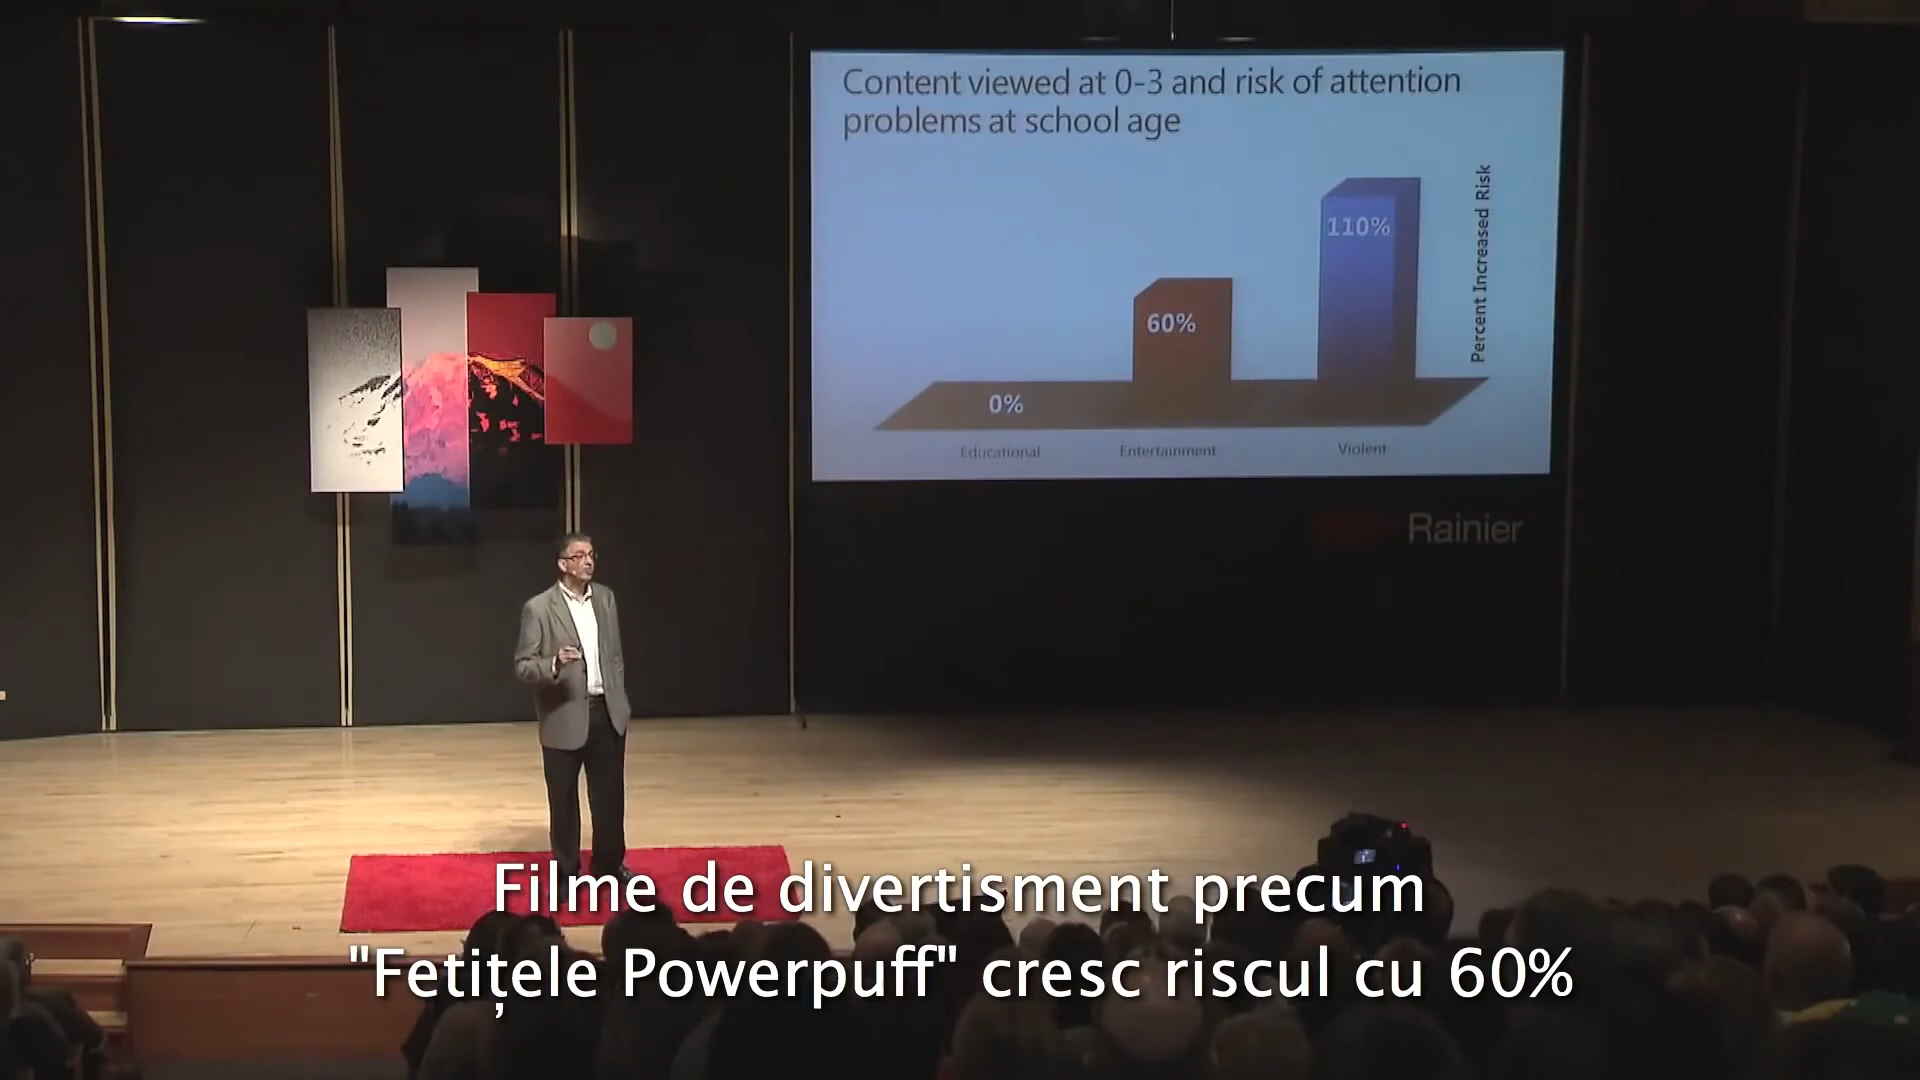 Content viewed at 0-3 and risk of attention
problems at school age
110%
60%
0%
Percent Increased Risk
Educational
Entertainment
Violent
Rainier
Filme de divertisment precum
"Fetițele Powerpuff" cresc riscul cu 60%